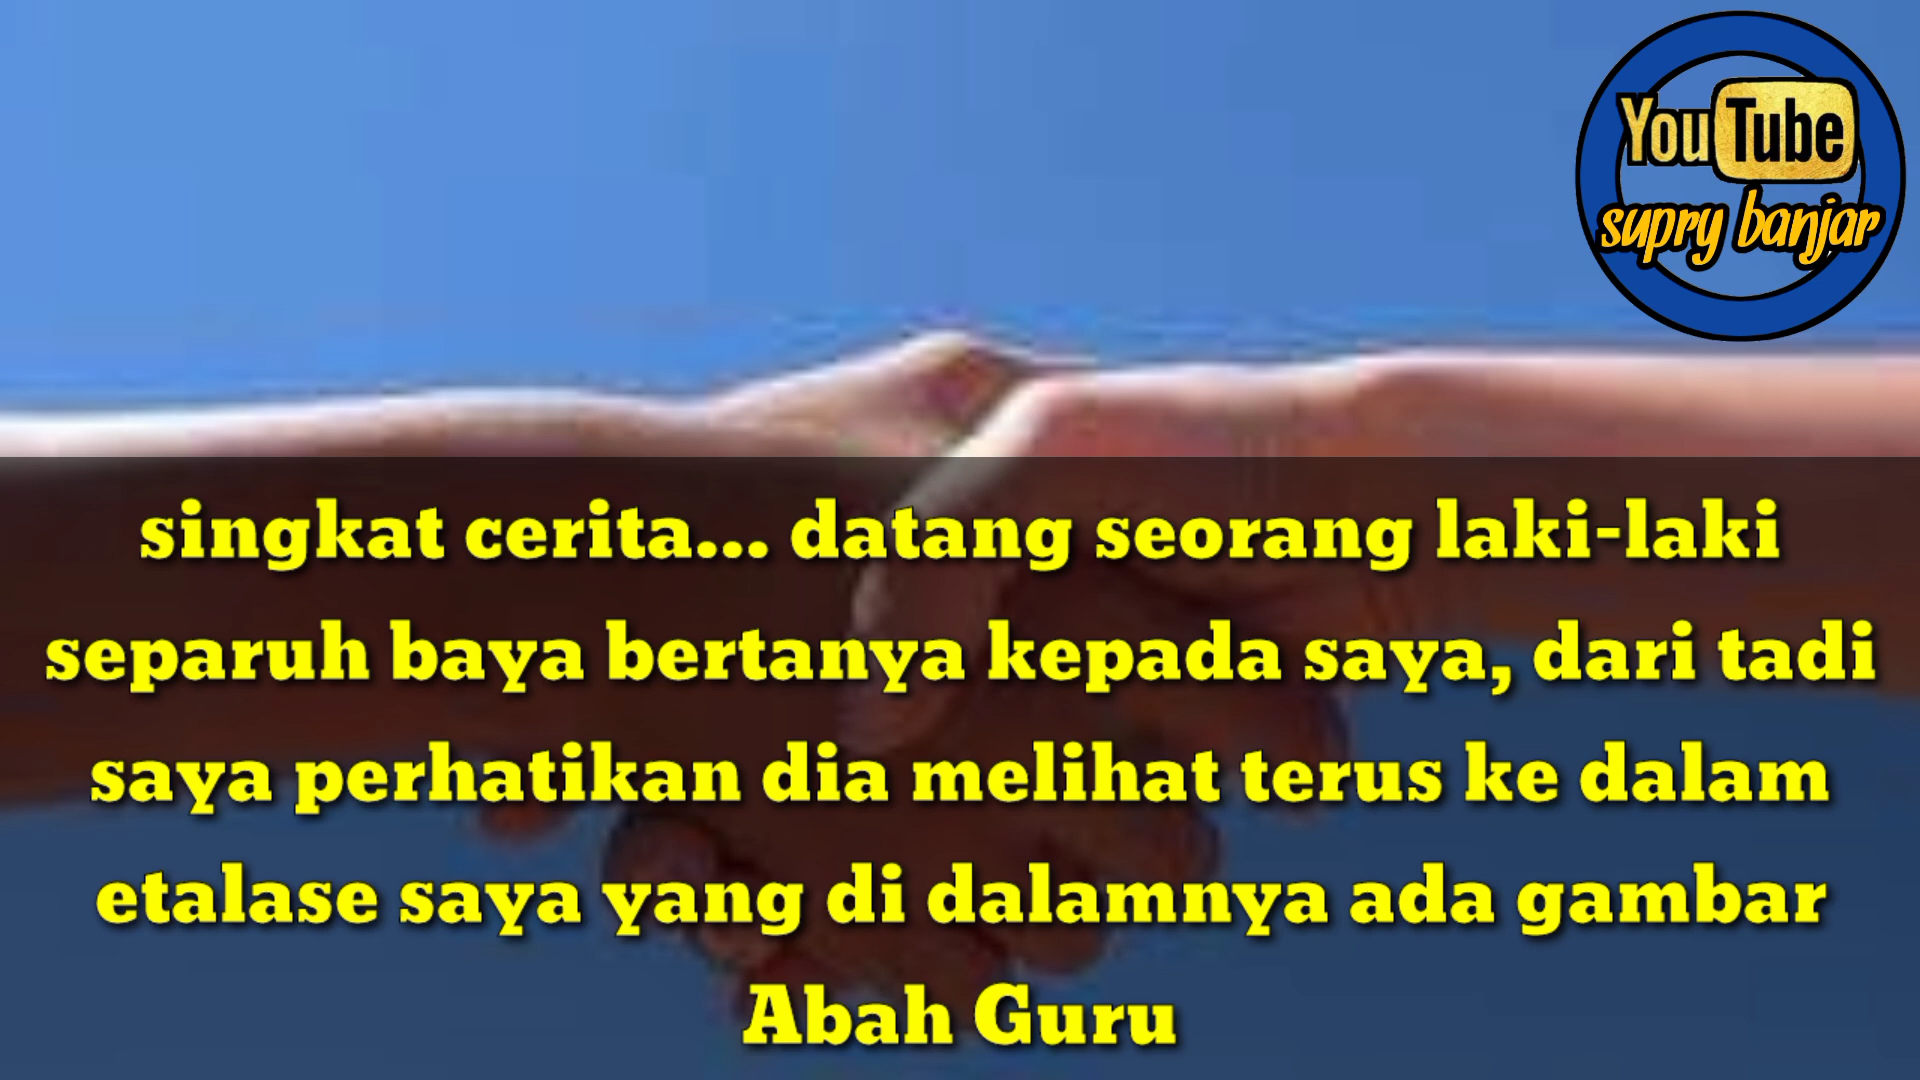 YouTube
supry banjar
singkat cerita... datang seorang laki-laki
separuh baya bertanya kepada saya, dari tadi
saya perhatikan dia melihat terus ke dalam
etalase saya yang di dalamnya ada gambar
Abah Guru